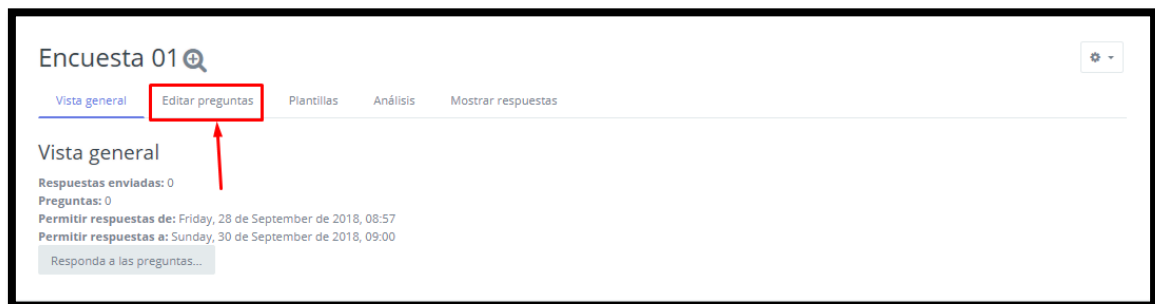 Encuesta 01
Vista general Editar preguntas Plantillas Análisis Mostrar respuestas
Vista general
Respuestas enviadas: 0
Preguntas: 0
Permitir respuestas de: Friday, 28 de September de 2018, 08:57
Permitir respuestas a: Sunday, 30 de September de 2018, 09:00
Responda a las preguntas...